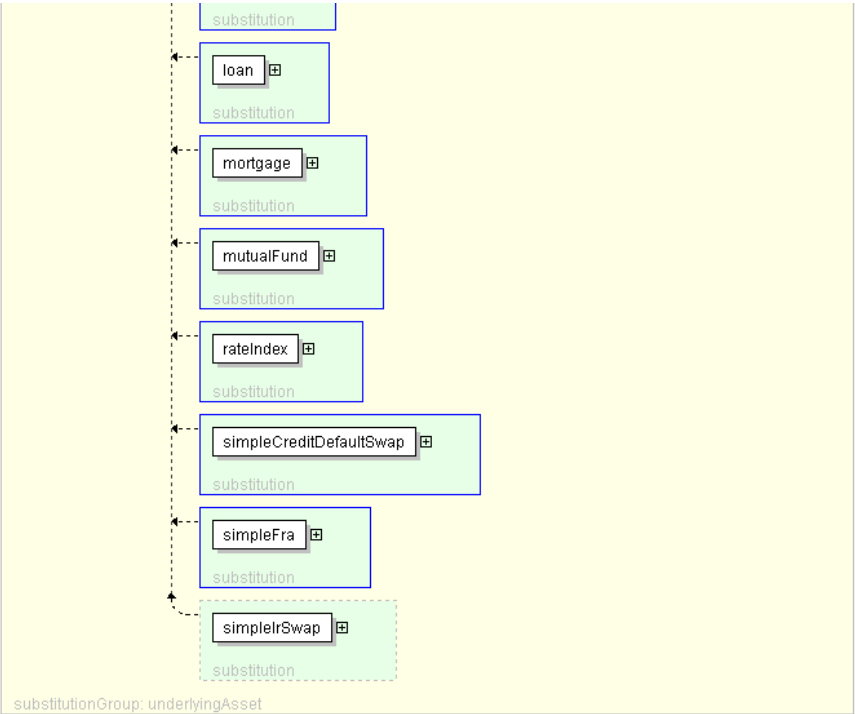 substitution
loan
substitution
mortgage
substitution
mutualFund
substitution
rateIndex
substitution
simpleCreditDefaultSwap
substitution
simpleFra
substitution
simpleIrSwap
substitution
substitutionGroup: underlyingAsset